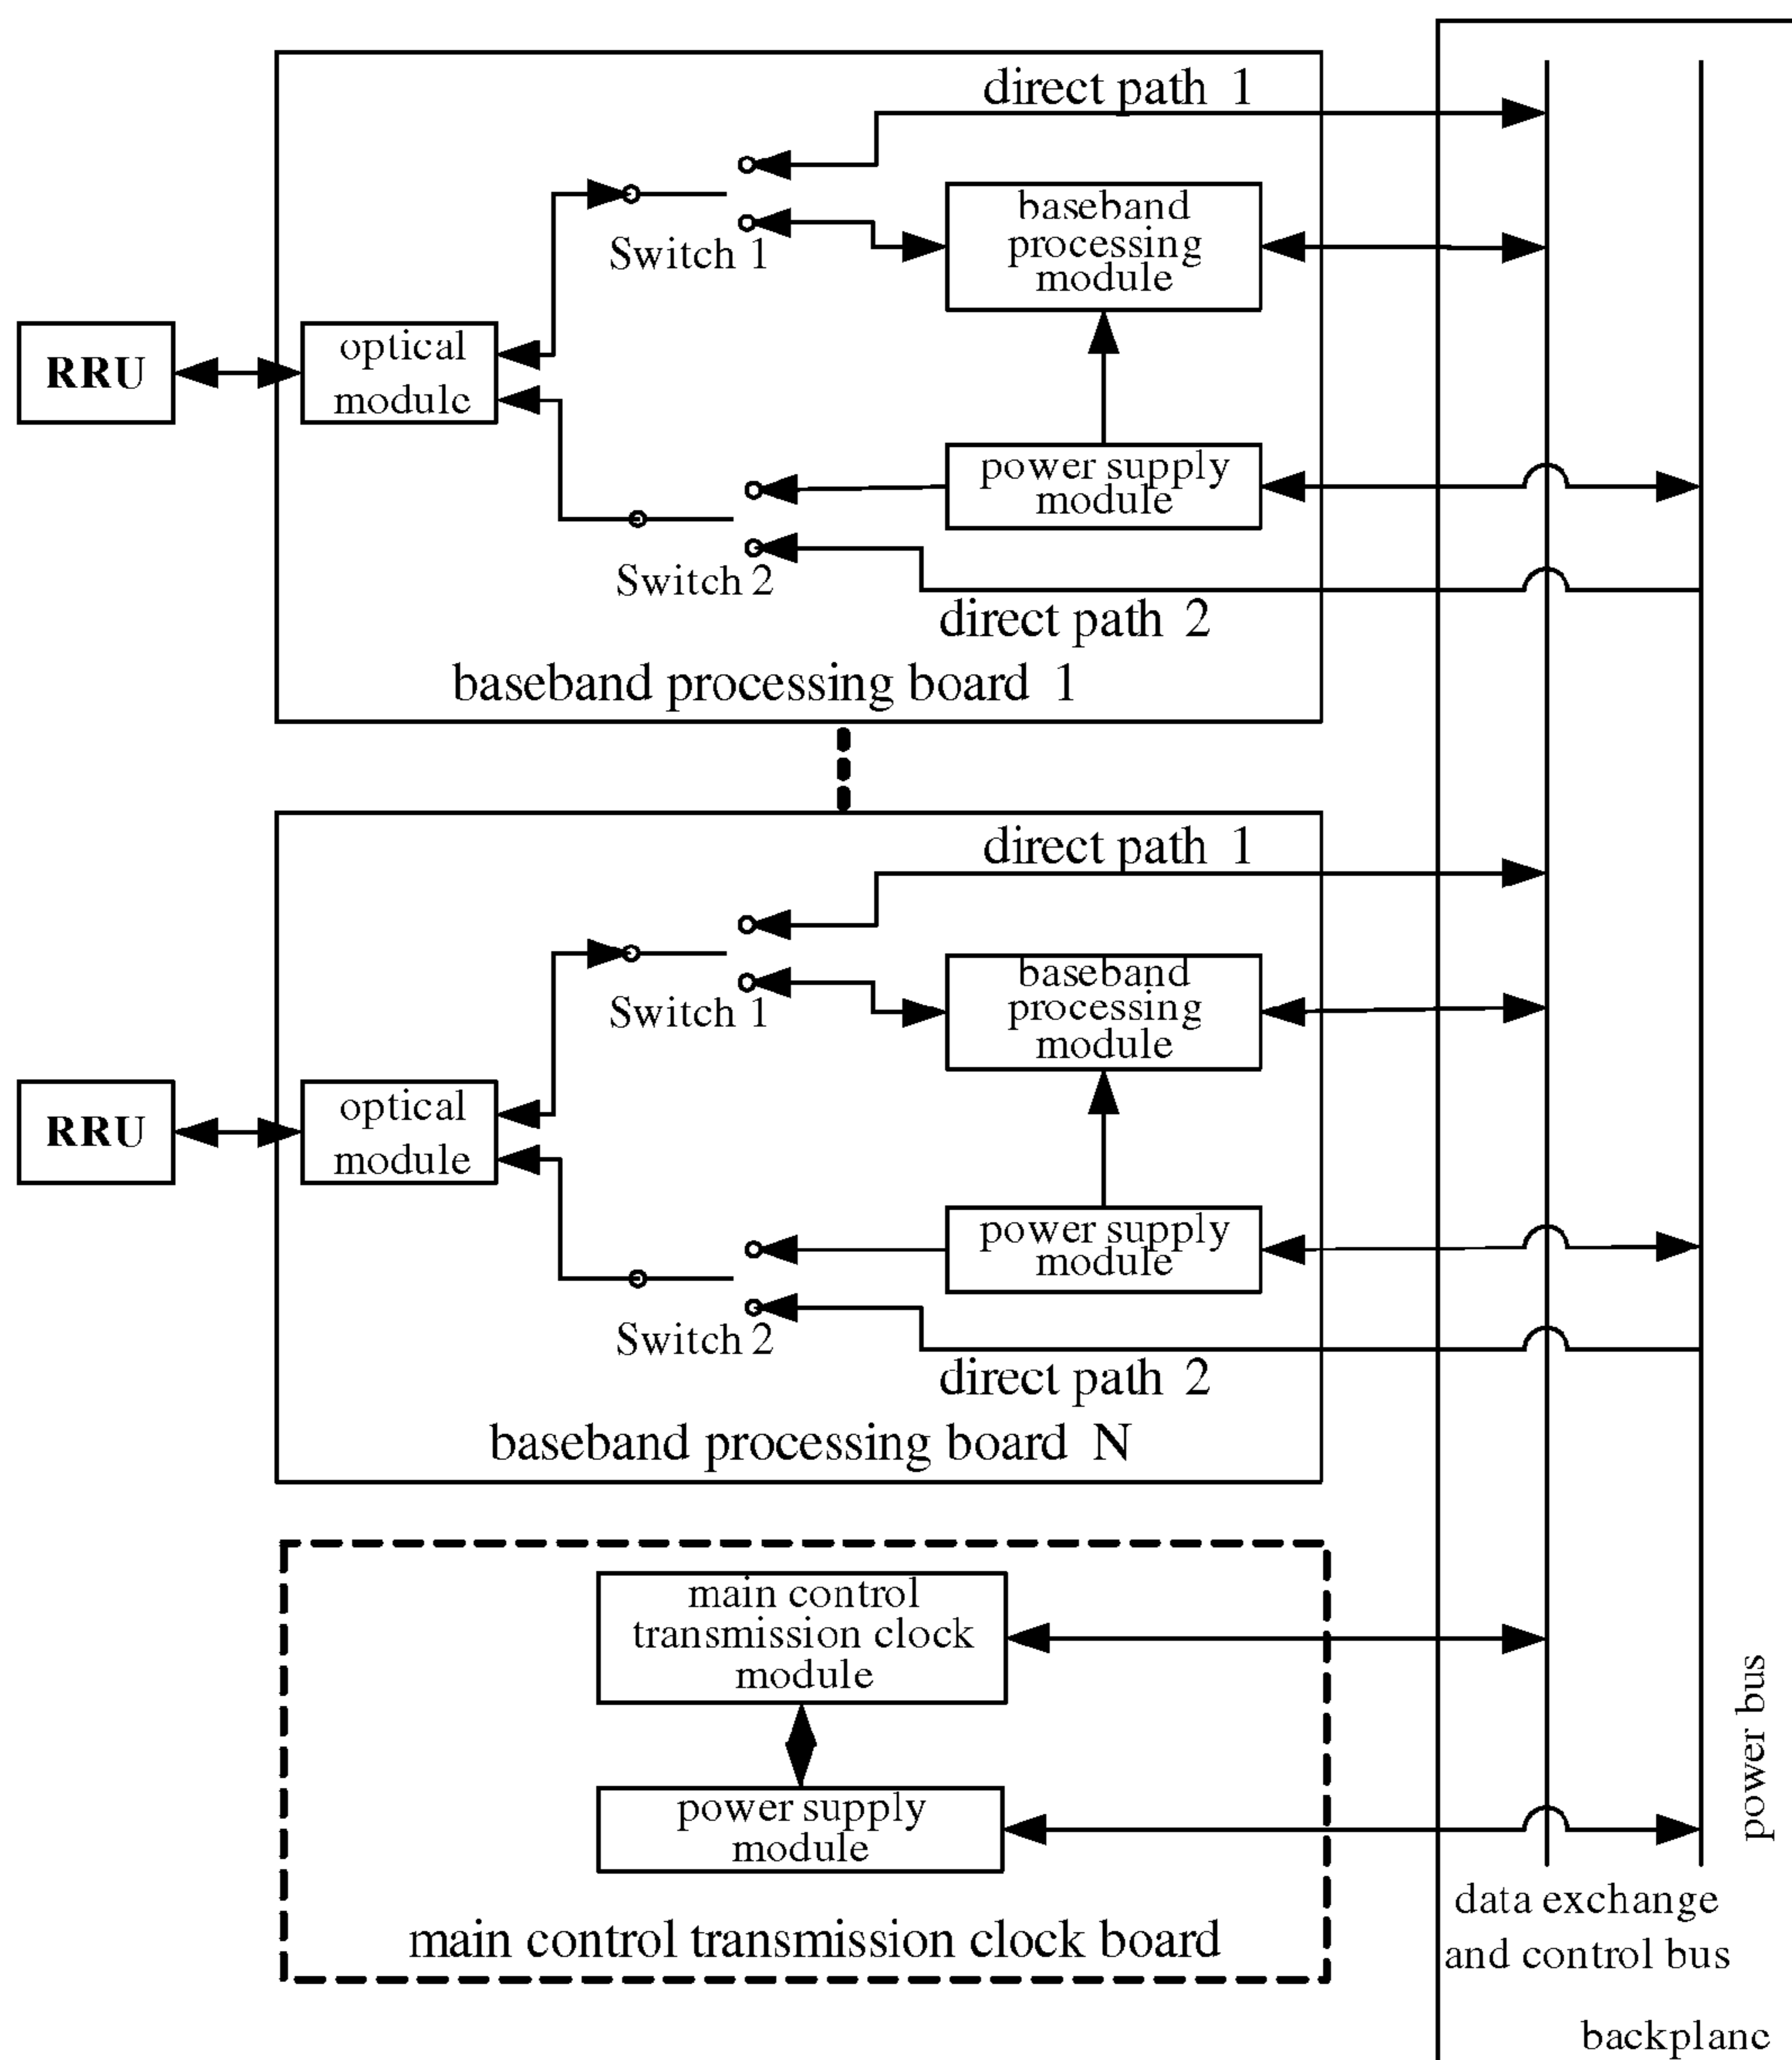 direct path 1
baseband
processing
module
Switch 1
RRU
optical
module
power supply
module
Switch 2
direct path 2
baseband processing board 1
direct path 1
baseband
processing
module
Switch 1
RRU
optical
module
power supply
module
Switch 2
direct path 2
baseband processing board N
main control
transmission clock
module
power supply
module
main control transmission clock board
power bus
data exchange
and control bus
backplane